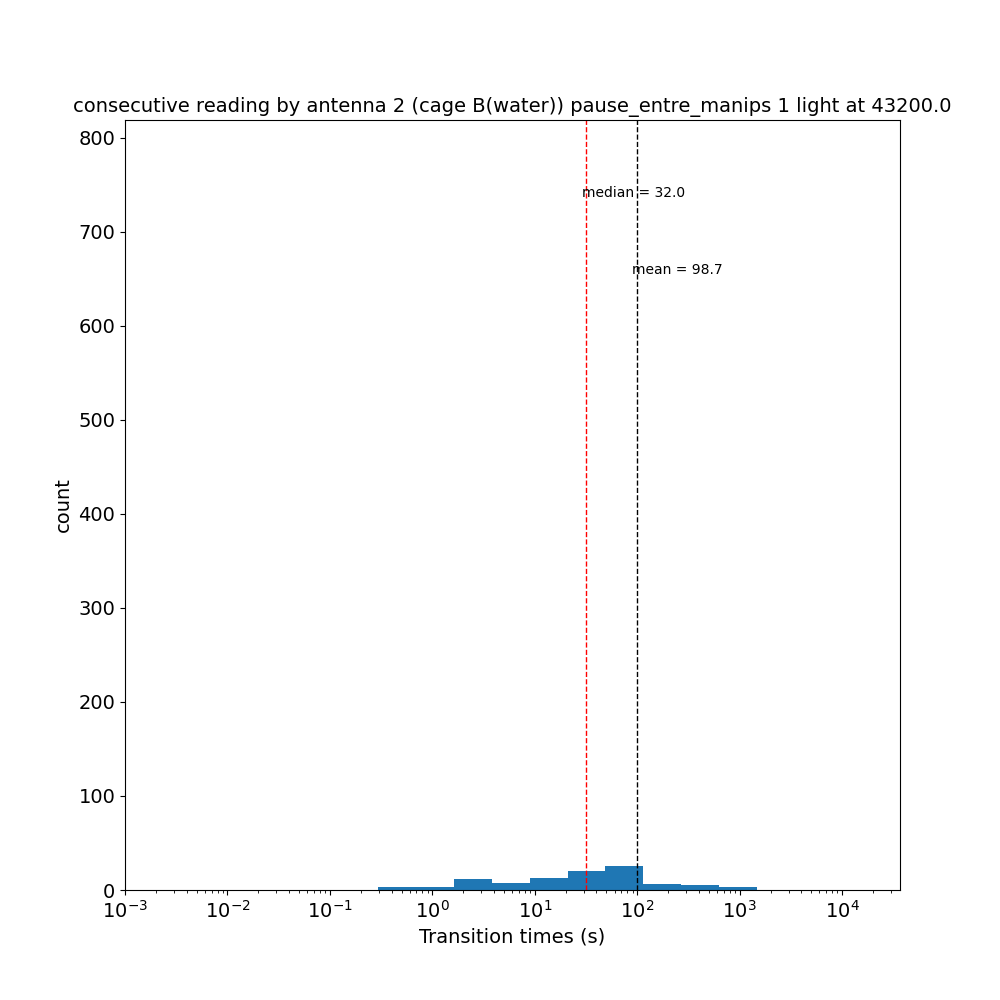 consecutive reading by antenna 2 (cage B(water)) pause_entre_manips 1 light at 43200.0
800
700
600
500
400
300
200
100
0
count
median = 32.0
mean = 98.7
10⁻³ 10⁻² 10⁻¹ 10⁰ 10¹ 10² 10³ 10⁴
Transition times (s)